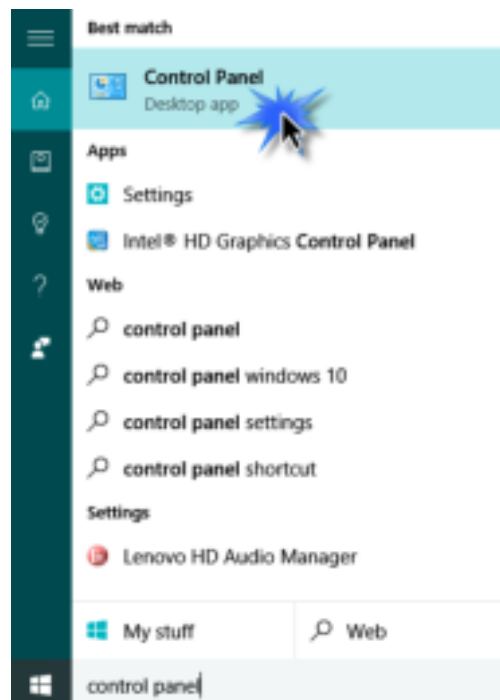 Best match
Control Panel
Desktop app
Apps
Settings
Intel® HD Graphics Control Panel
Web
control panel
control panel windows 10
control panel settings
control panel shortcut
Settings
Lenovo HD Audio Manager
My stuff
Web
control panel